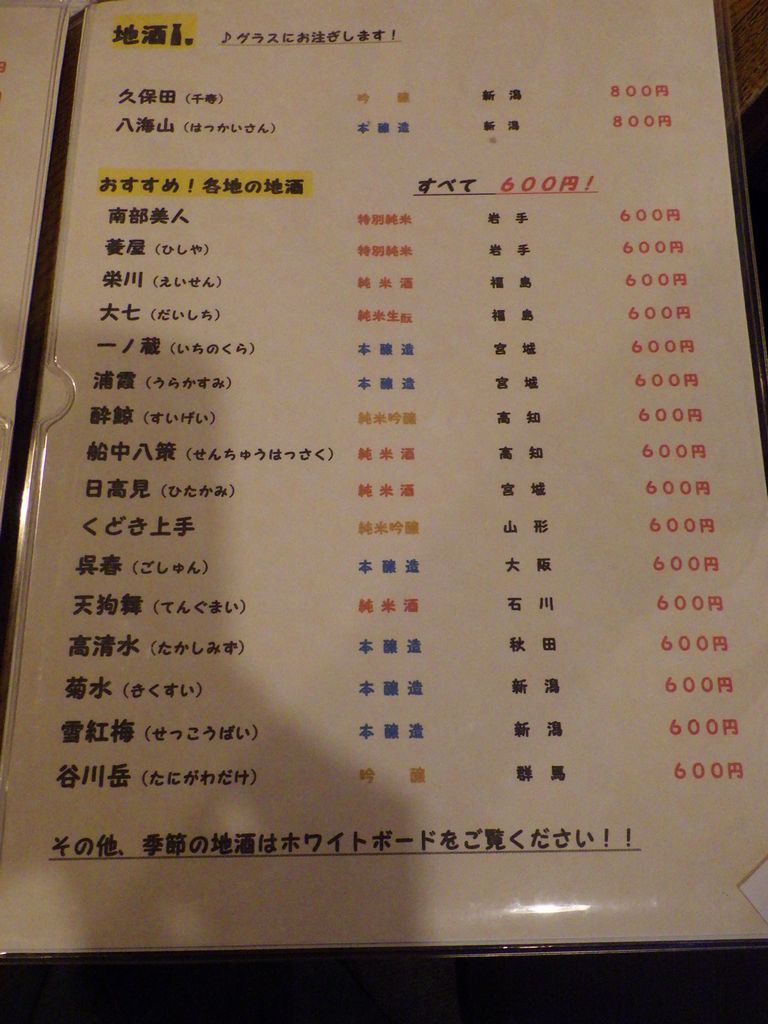 地酒 ♪グラスにお注ぎします!
久保田(千寿) 吟醸 新潟 800円
八海山(はっかいさん) 本醸造 新潟 800円
おすすめ!各地の地酒 すべて 600円!
南部美人 特別純米 岩手 600円
菱屋(ひしや) 特別純米 岩手 600円
栄川(えいせん) 純米酒 福島 600円
大七(だいしち) 純米生酛 福島 600円
一ノ蔵(いちのくら) 本醸造 宮城 600円
浦霞(うらかすみ) 本醸造 宮城 600円
酔鯨(すいげい) 純米吟醸 高知 600円
船中八策(せんちゅうはっさく) 純米酒 高知 600円
日高見(ひたかみ) 純米酒 宮城 600円
くどき上手 純米吟醸 山形 600円
呉春(ごしゅん) 本醸造 大阪 600円
天狗舞(てんぐまい) 純米酒 石川 600円
高清水(たかしみず) 本醸造 秋田 600円
菊水(きくすい) 本醸造 新潟 600円
雪紅梅(せっこうばい) 本醸造 新潟 600円
谷川岳(たにがわだけ) 吟醸 群馬 600円
その他、季節の地酒はホワイトボードをご覧ください!!